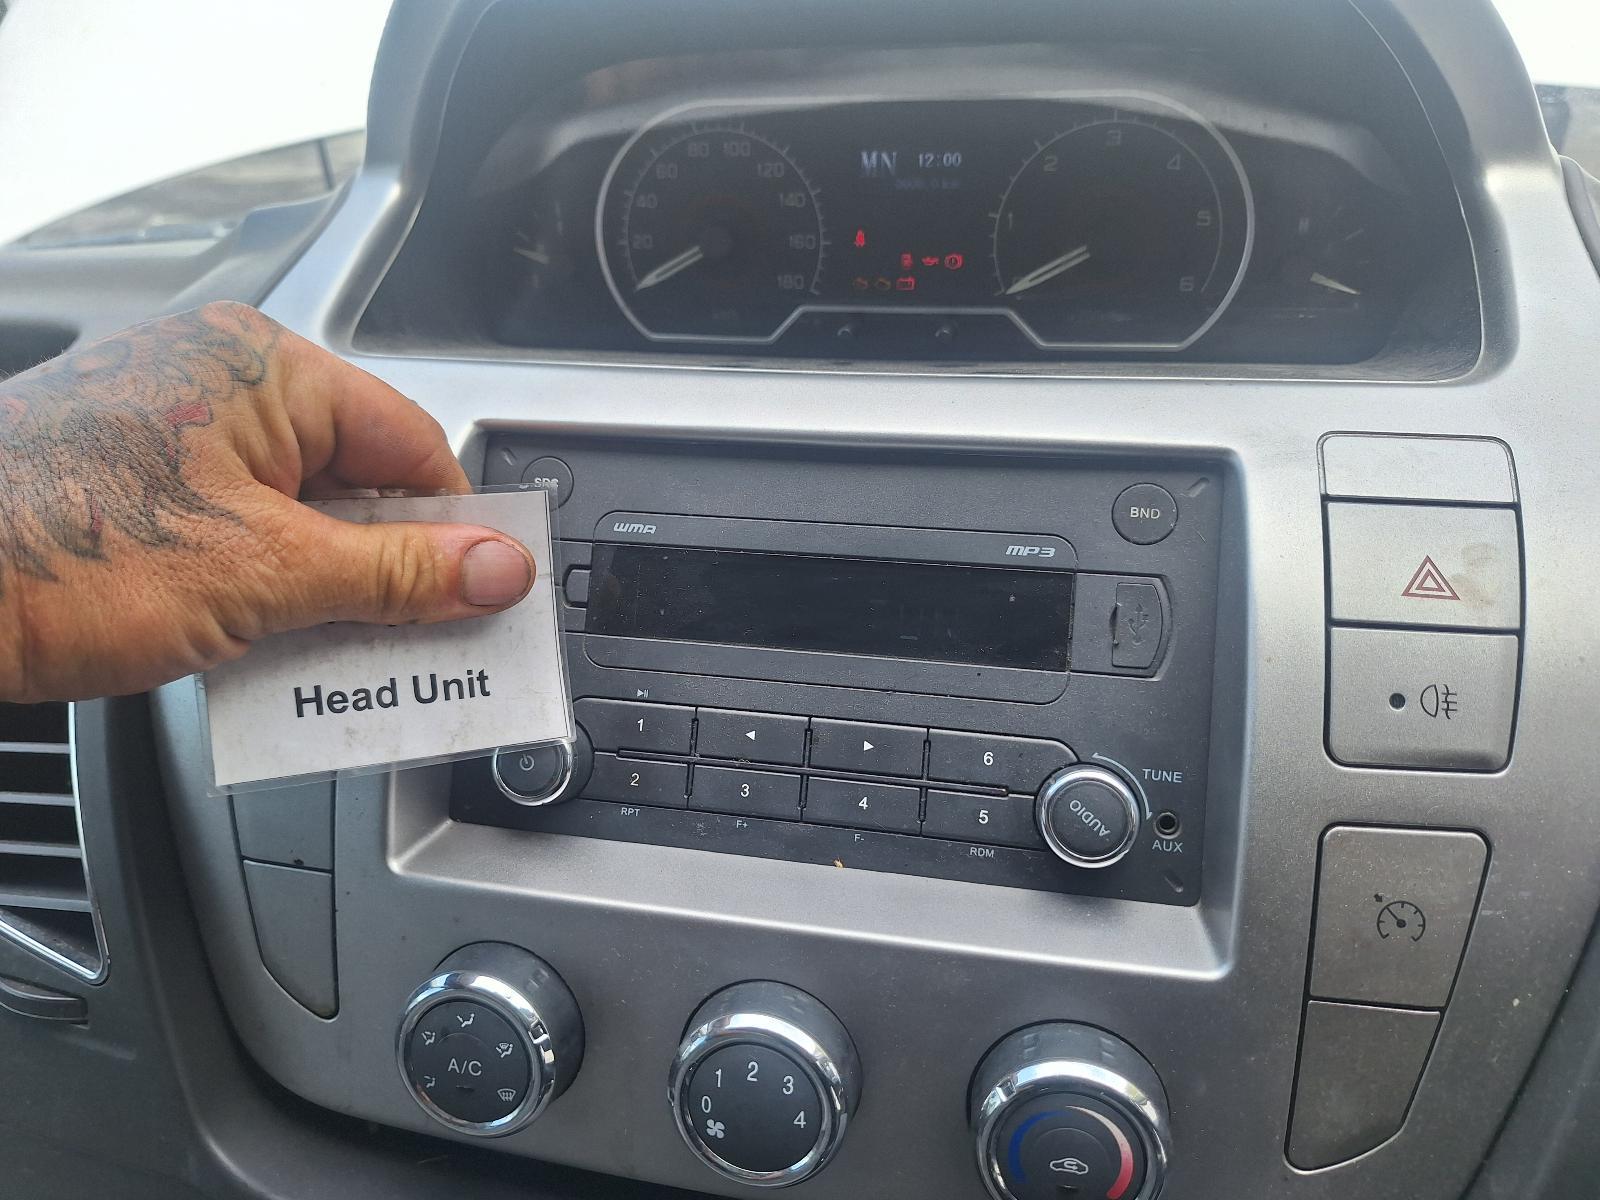 80 100
60 120
40 140
20 160
180
MN 12:00
3
2 4
1 5
0 6
SRC
BND
WMA
MP3
Head Unit
1
6
2 3 4 5
RPT F+ F- RDM
TUNE
AUDIO
AUX
A/C
1 2 3
0 4